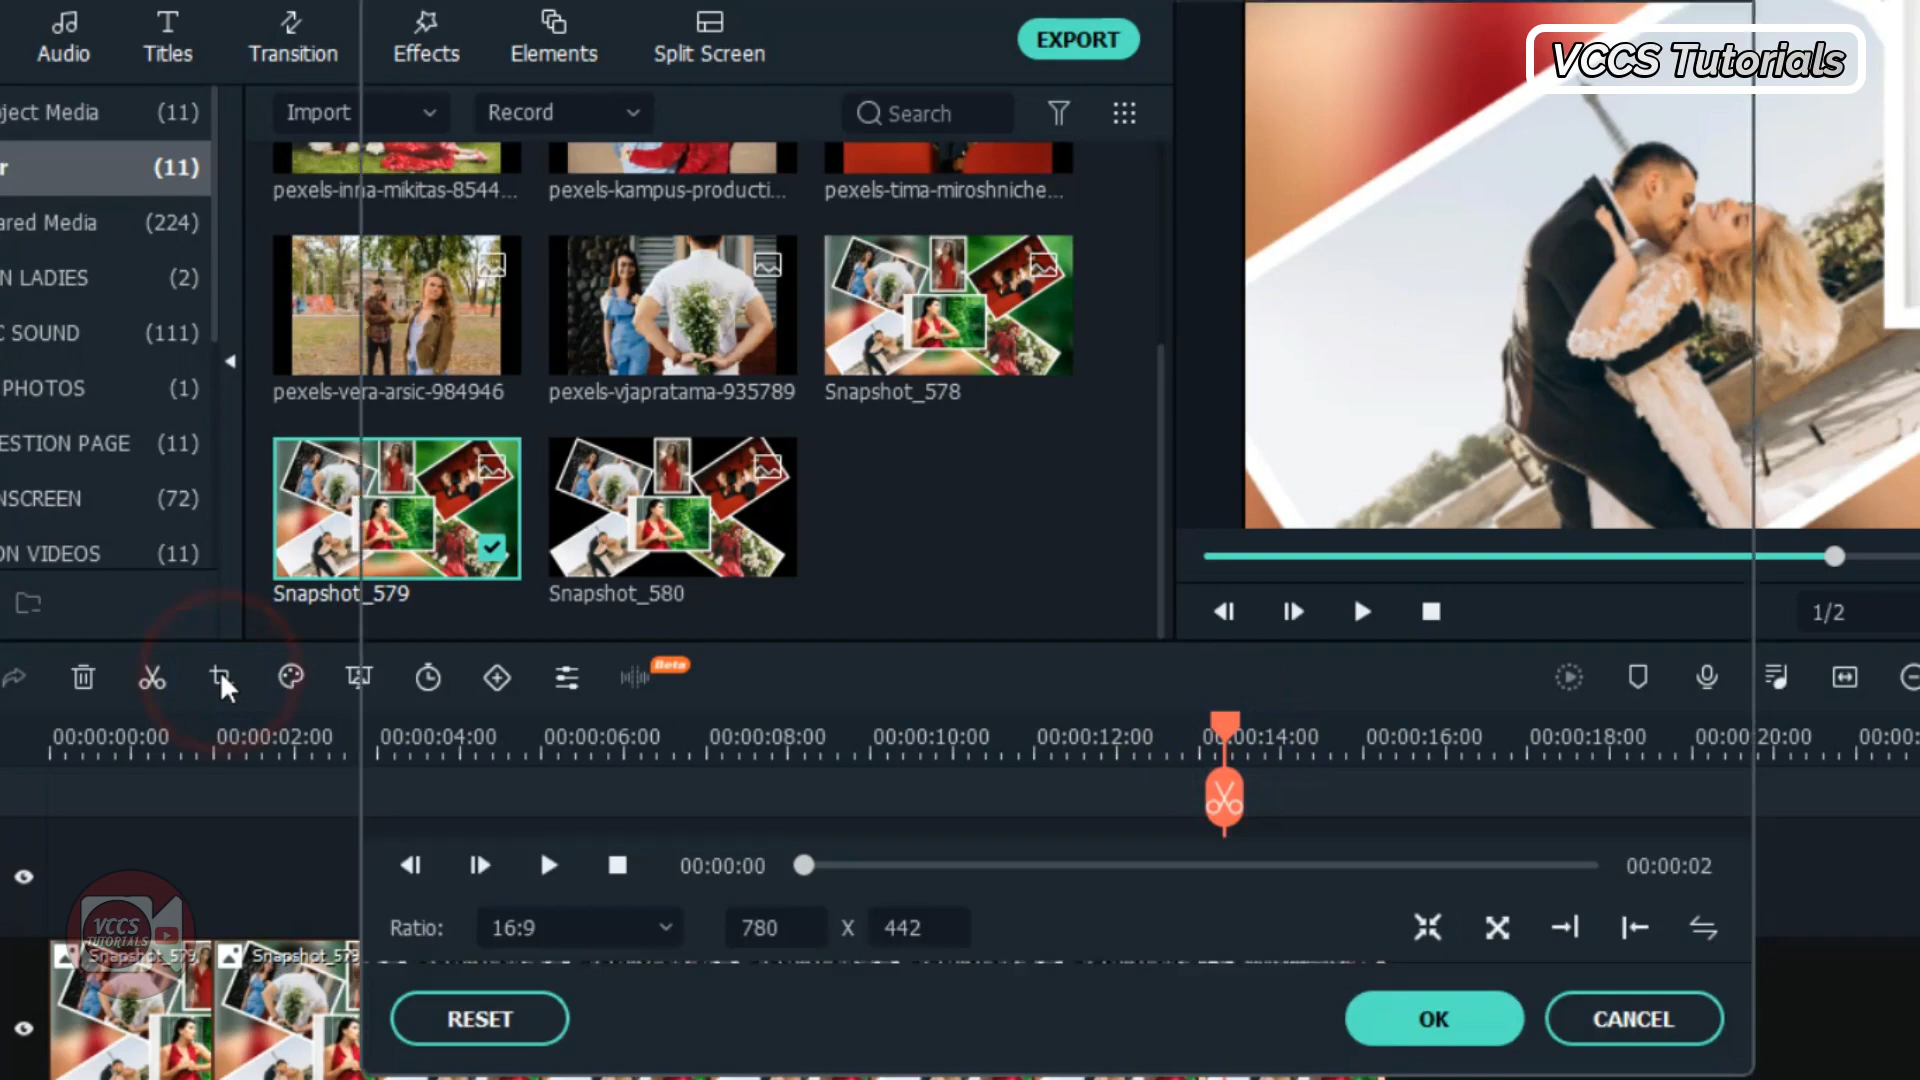 Audio
Titles
Transition
Effects
Elements
Split Screen
EXPORT
VCCS Tutorials
ject Media (11)
r (11)
ared Media (224)
N LADIES (2)
C SOUND (111)
PHOTOS (1)
ESTION PAGE (11)
NSCREEN (72)
ON VIDEOS (11)
Import
Record
Search
pexels-inna-mikitas-8544...
pexels-kampus-producti...
pexels-tima-miroshniche...
pexels-vera-arsic-984946
pexels-vjapratama-935789
Snapshot_578
Snapshot_579
Snapshot_580
1/2
Beta
00:00:00:00
00:00:02:00
00:00:04:00
00:00:06:00
00:00:08:00
00:00:10:00
00:00:12:00
00:00:14:00
00:00:16:00
00:00:18:00
00:00:20:00
00:00:
00:00:00
00:00:02
Ratio: 16:9 780 X 442
VCCS
TUTORIALS
Snapshot_579
Snapshot_579
RESET
OK
CANCEL